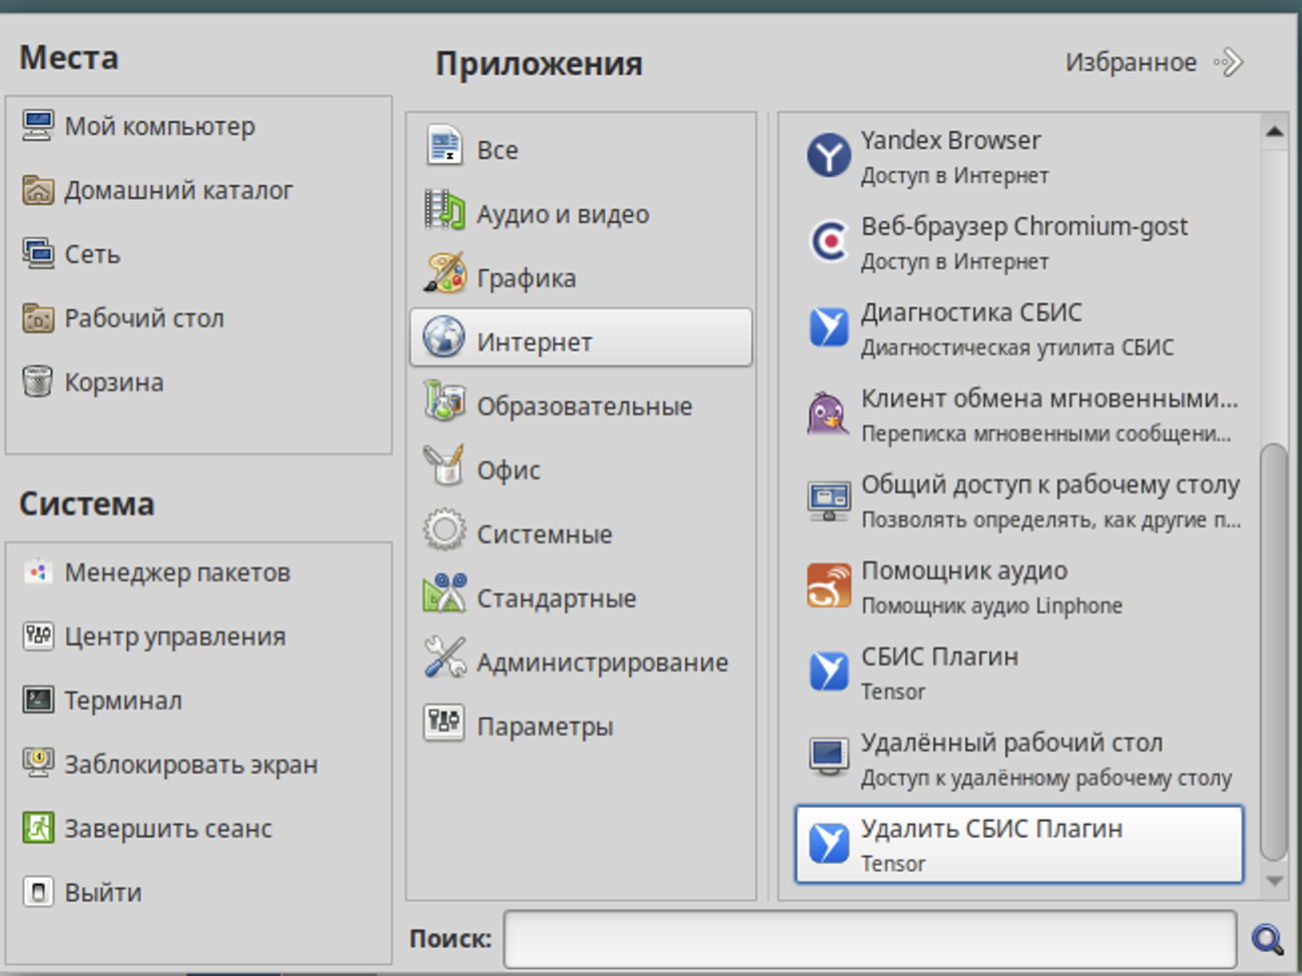 Места
Мой компьютер
Домашний каталог
Сеть
Рабочий стол
Корзина
Система
Менеджер пакетов
Центр управления
Терминал
Заблокировать экран
Завершить сеанс
Выйти
Приложения
Избранное
Все
Аудио и видео
Графика
Интернет
Образовательные
Офис
Системные
Стандартные
Администрирование
Параметры
Yandex Browser
Доступ в Интернет
Веб-браузер Chromium-gost
Доступ в Интернет
Диагностика СБИС
Диагностическая утилита СБИС
Клиент обмена мгновенными...
Переписка мгновенными сообщени...
Общий доступ к рабочему столу
Позволять определять, как другие п...
Помощник аудио
Помощник аудио Linphone
СБИС Плагин
Tensor
Удалённый рабочий стол
Доступ к удалённому рабочему столу
Удалить СБИС Плагин
Tensor
Поиск: